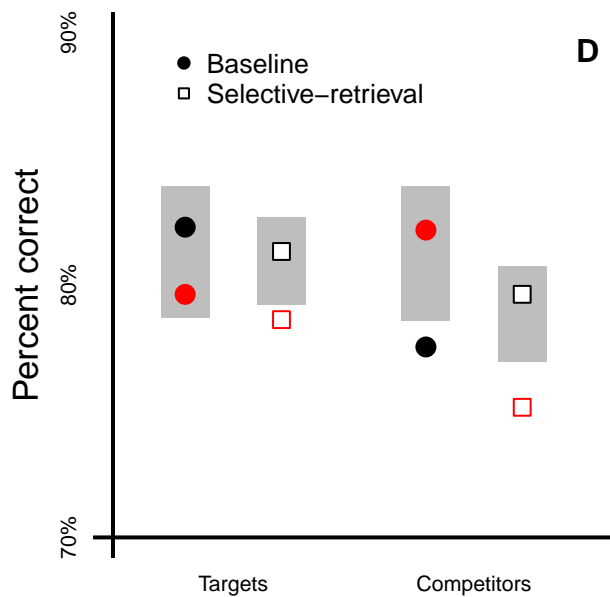 D
Baseline
Selective−retrieval
Percent correct
90%
80%
70%
Targets
Competitors